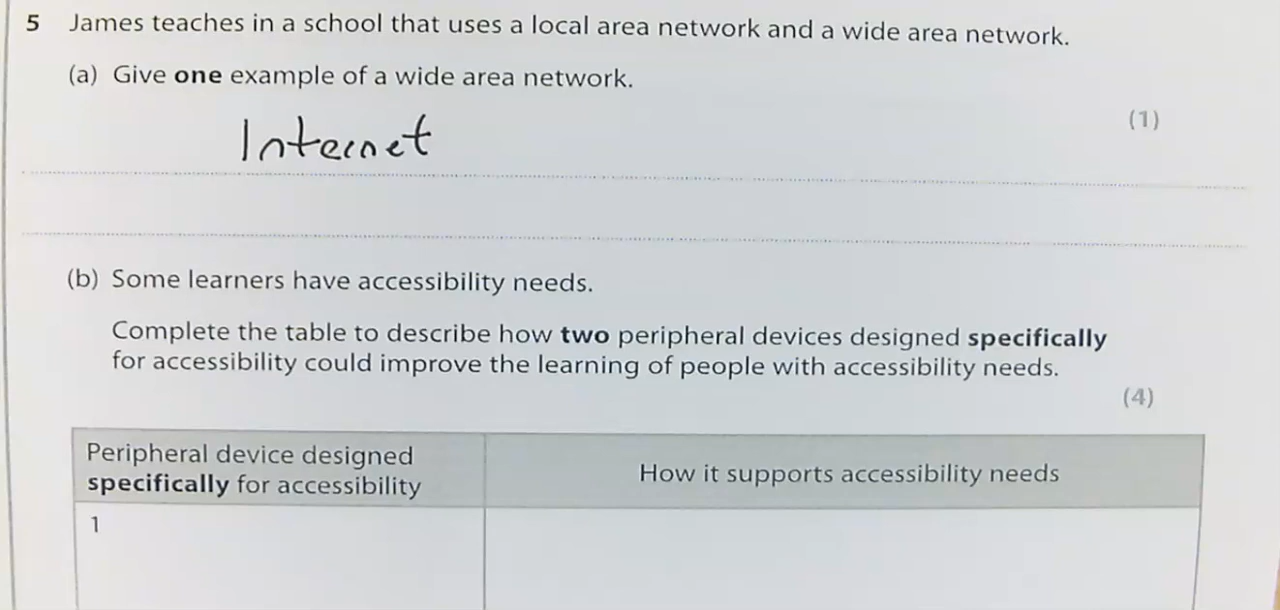 5 James teaches in a school that uses a local area network and a wide area network.
(a) Give one example of a wide area network.
(1)
Internet
(b) Some learners have accessibility needs.
Complete the table to describe how two peripheral devices designed specifically
for accessibility could improve the learning of people with accessibility needs.
(4)
Peripheral device designed
specifically for accessibility
How it supports accessibility needs
1